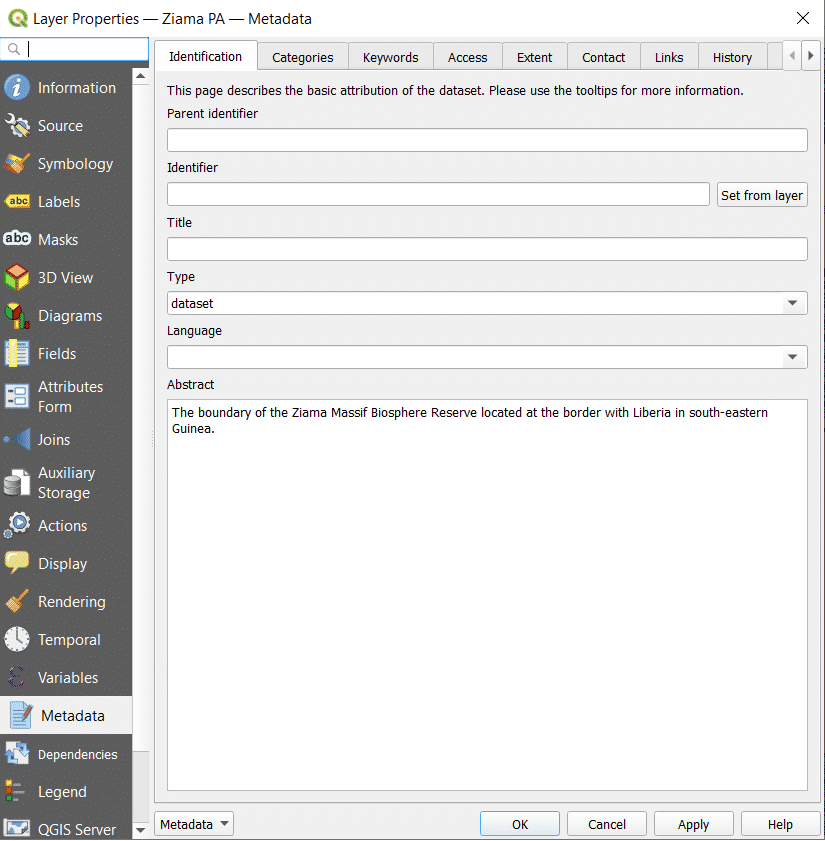 Layer Properties — Ziama PA — Metadata
Information
Source
Symbology
abc Labels
abc Masks
3D View
Diagrams
Fields
Attributes
Form
Joins
Auxiliary
Storage
Actions
Display
Rendering
Temporal
Variables
Metadata
Dependencies
Legend
QGIS Server
Identification Categories Keywords Access Extent Contact Links History
This page describes the basic attribution of the dataset. Please use the tooltips for more information.
Parent identifier
Identifier
Set from layer
Title
Type
dataset
Language
Abstract
The boundary of the Ziama Massif Biosphere Reserve located at the border with Liberia in south-eastern
Guinea.
Metadata OK Cancel Apply Help